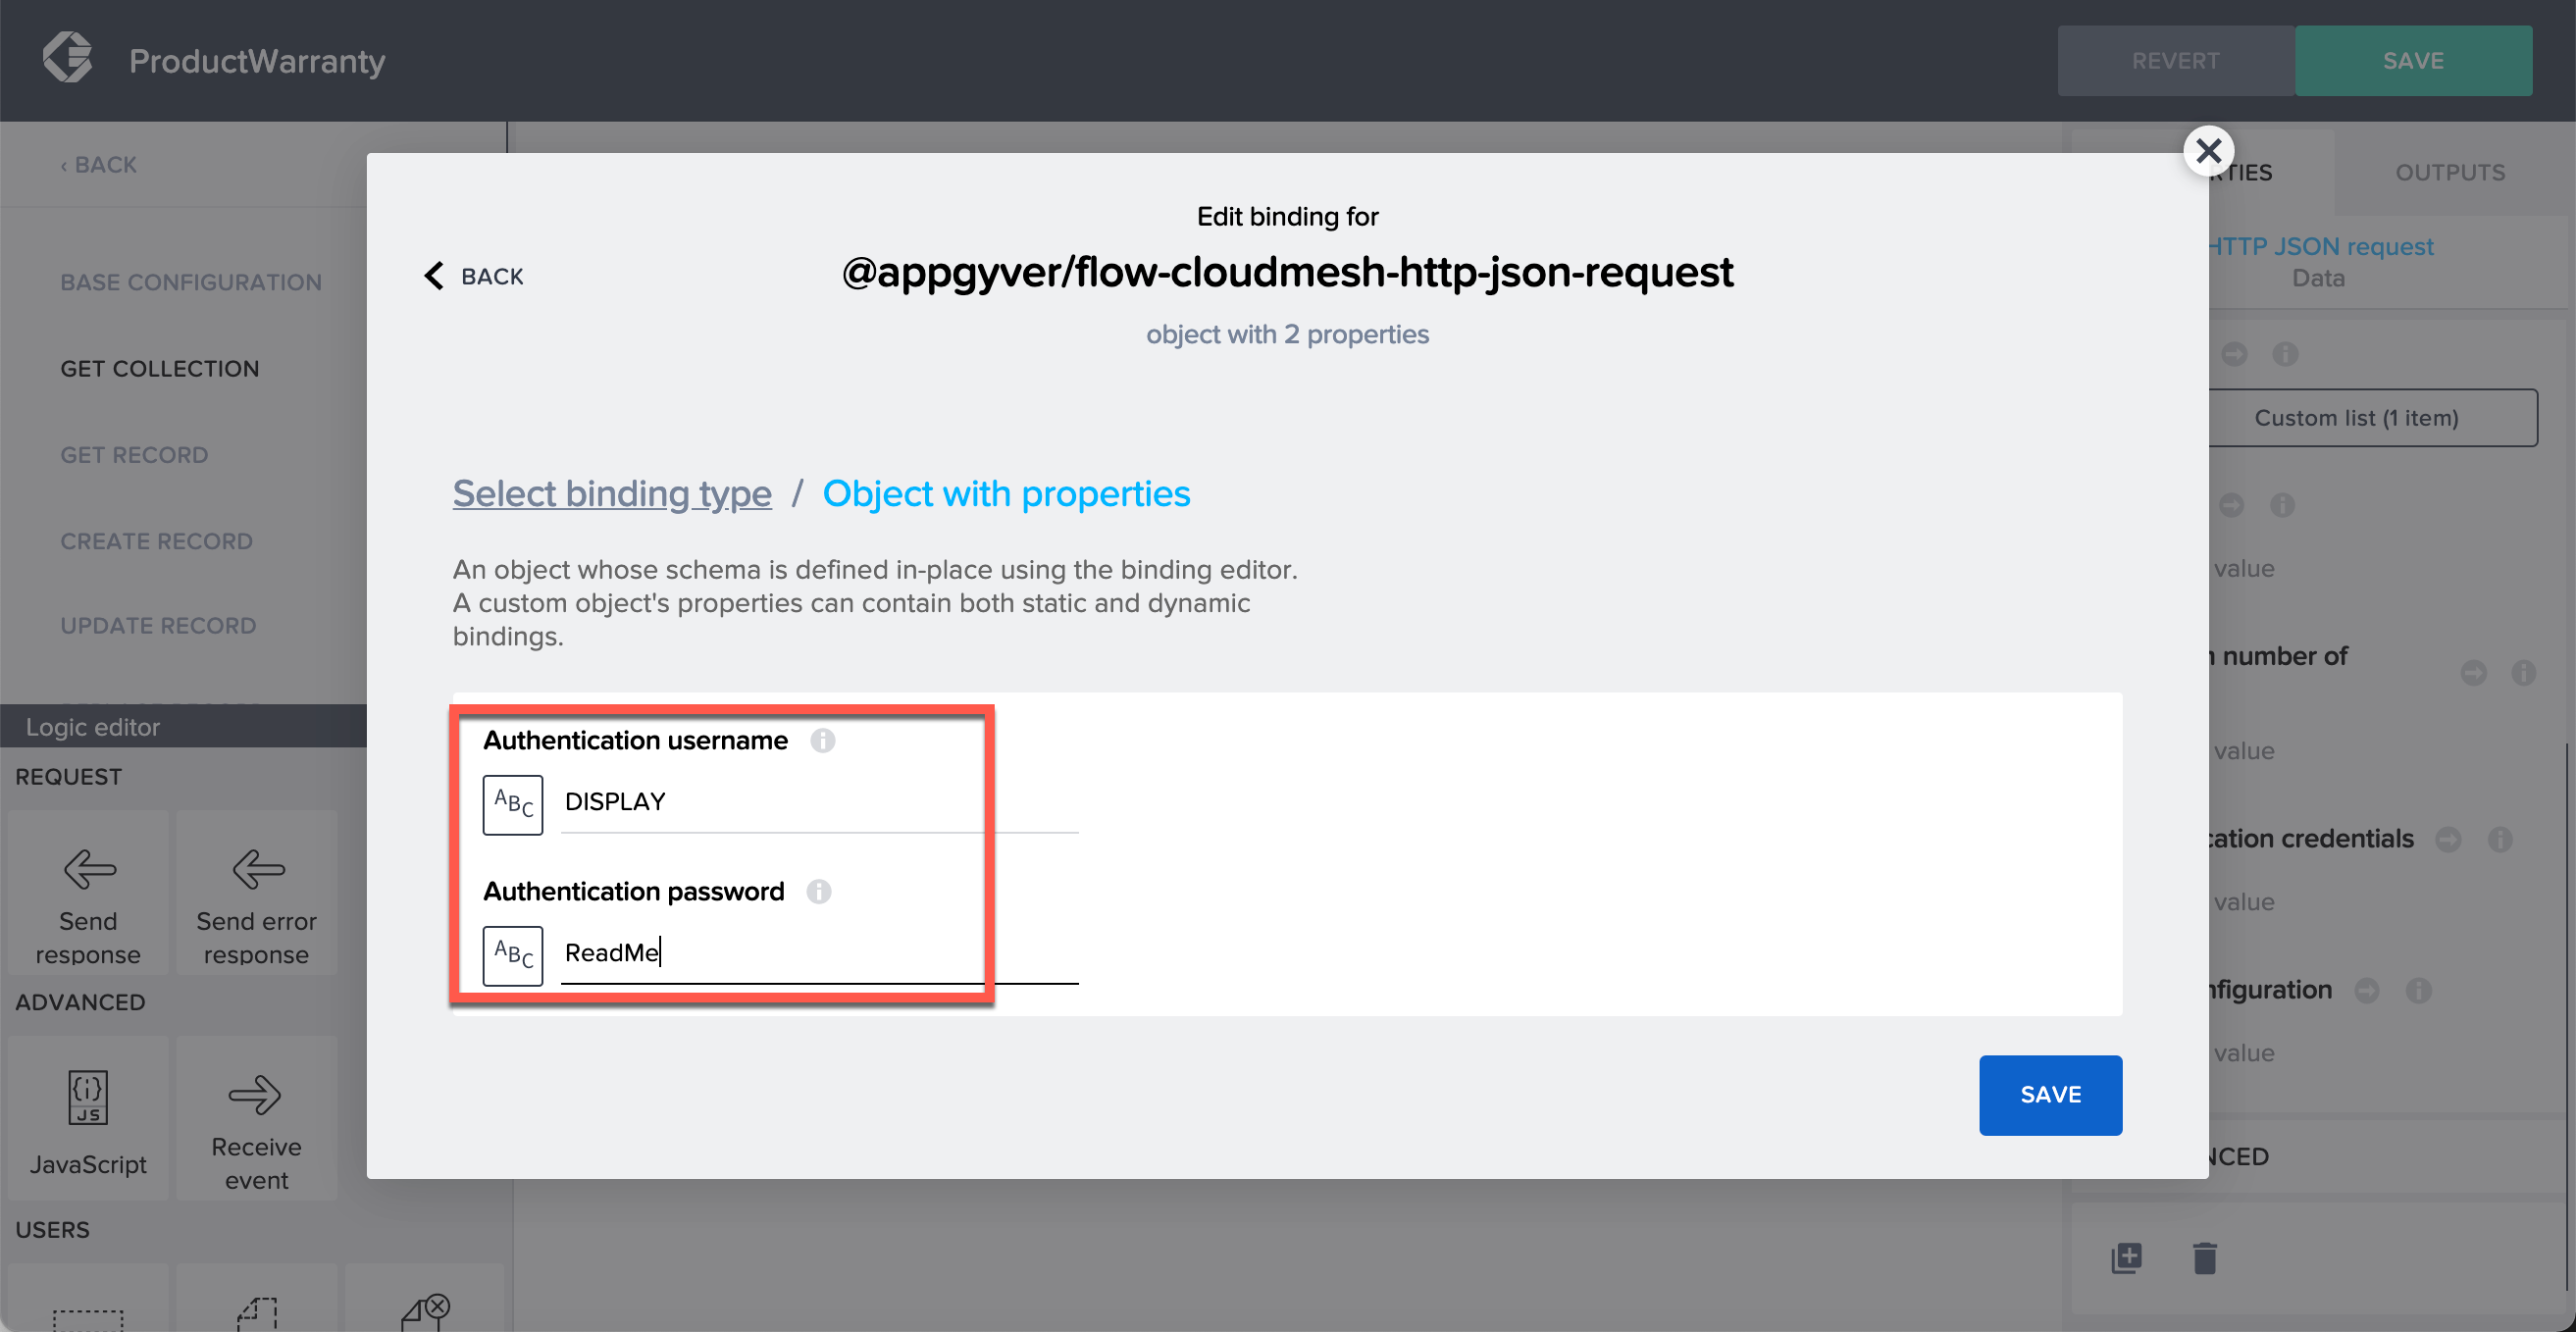 ProductWarranty
REVERT
SAVE
‹ BACK
BASE CONFIGURATION
GET COLLECTION
GET RECORD
CREATE RECORD
UPDATE RECORD
Logic editor
REQUEST
Send
response
Send error
response
ADVANCED
{i}
JS
JavaScript
Receive
event
USERS
Edit binding for
BACK
@appgyver/flow-cloudmesh-http-json-request
object with 2 properties
Select binding type / Object with properties
An object whose schema is defined in-place using the binding editor.
A custom object's properties can contain both static and dynamic
bindings.
Authentication username
ABC
DISPLAY
Authentication password
ABC
ReadMe
SAVE
RTIES
OUTPUTS
HTTP JSON request
Data
Custom list (1 item)
value
number of
value
cation credentials
value
nfiguration
value
NCED